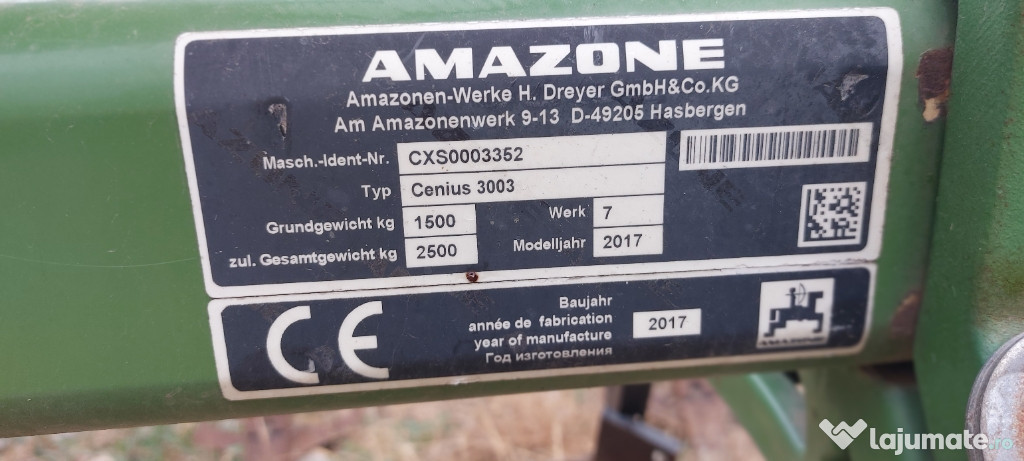 AMAZONE
Amazonen-Werke H. Dreyer GmbH&Co.KG
Am Amazonenwerk 9-13 D-49205 Hasbergen
Masch.-Ident-Nr. CXS0003352
Typ Cenius 3003
Grundgewicht kg 1500 Werk 7
zul. Gesamtgewicht kg 2500 Modelljahr 2017
CE
Baujahr
année de fabrication
year of manufacture
Год изготовления
2017
AMAZONE
lajumate.ro